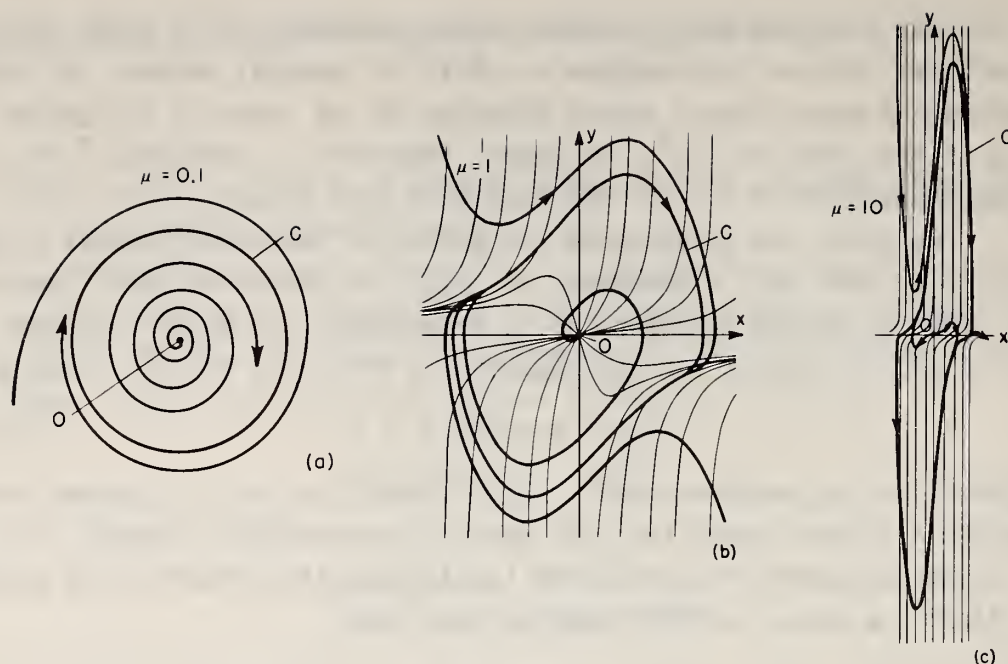 μ = 0.1
C
O
(a)
y
μ = 1
C
x
O
(b)
y
C
μ = 10
O
x
(c)